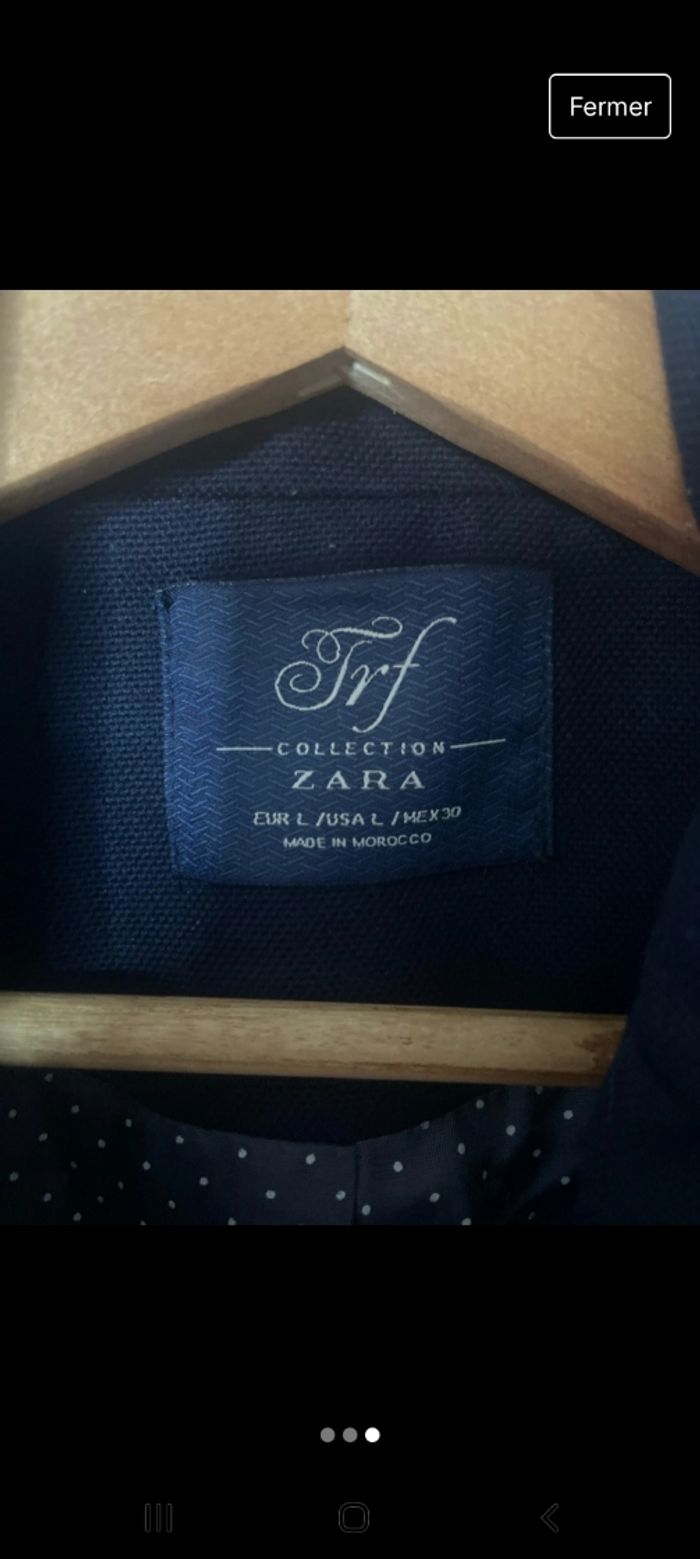 Fermer
Trf
COLLECTION
ZARA
EUR L /USA L /MEX 30
MADE IN MOROCCO